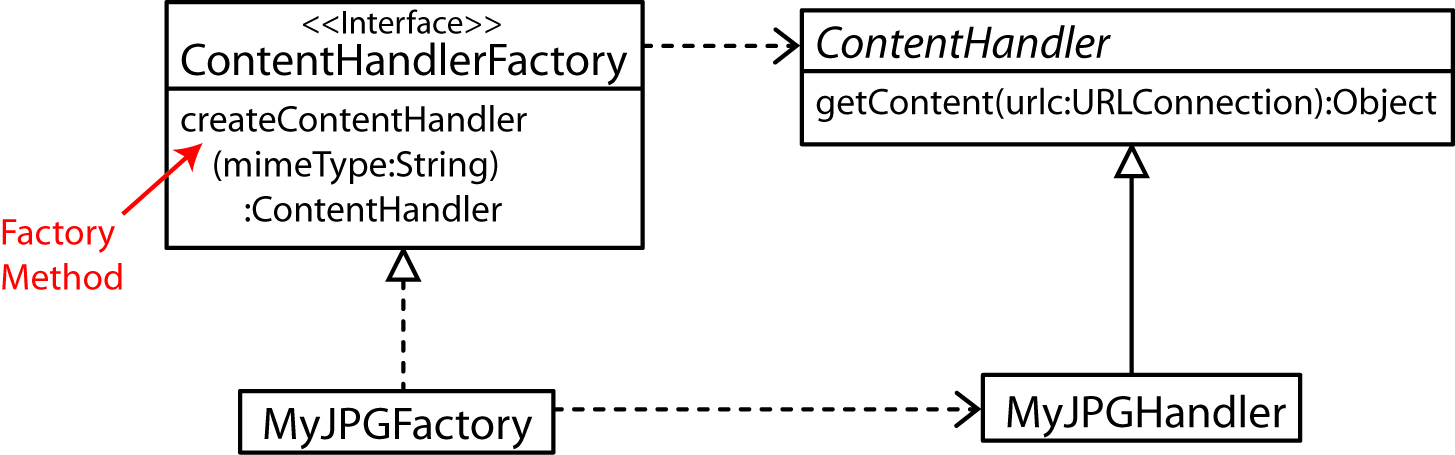 <<Interface>>
ContentHandlerFactory
createContentHandler
(mimeType:String)
:ContentHandler
Factory
Method
ContentHandler
getContent(urlc:URLConnection):Object
MyJPGFactory
MyJPGHandler